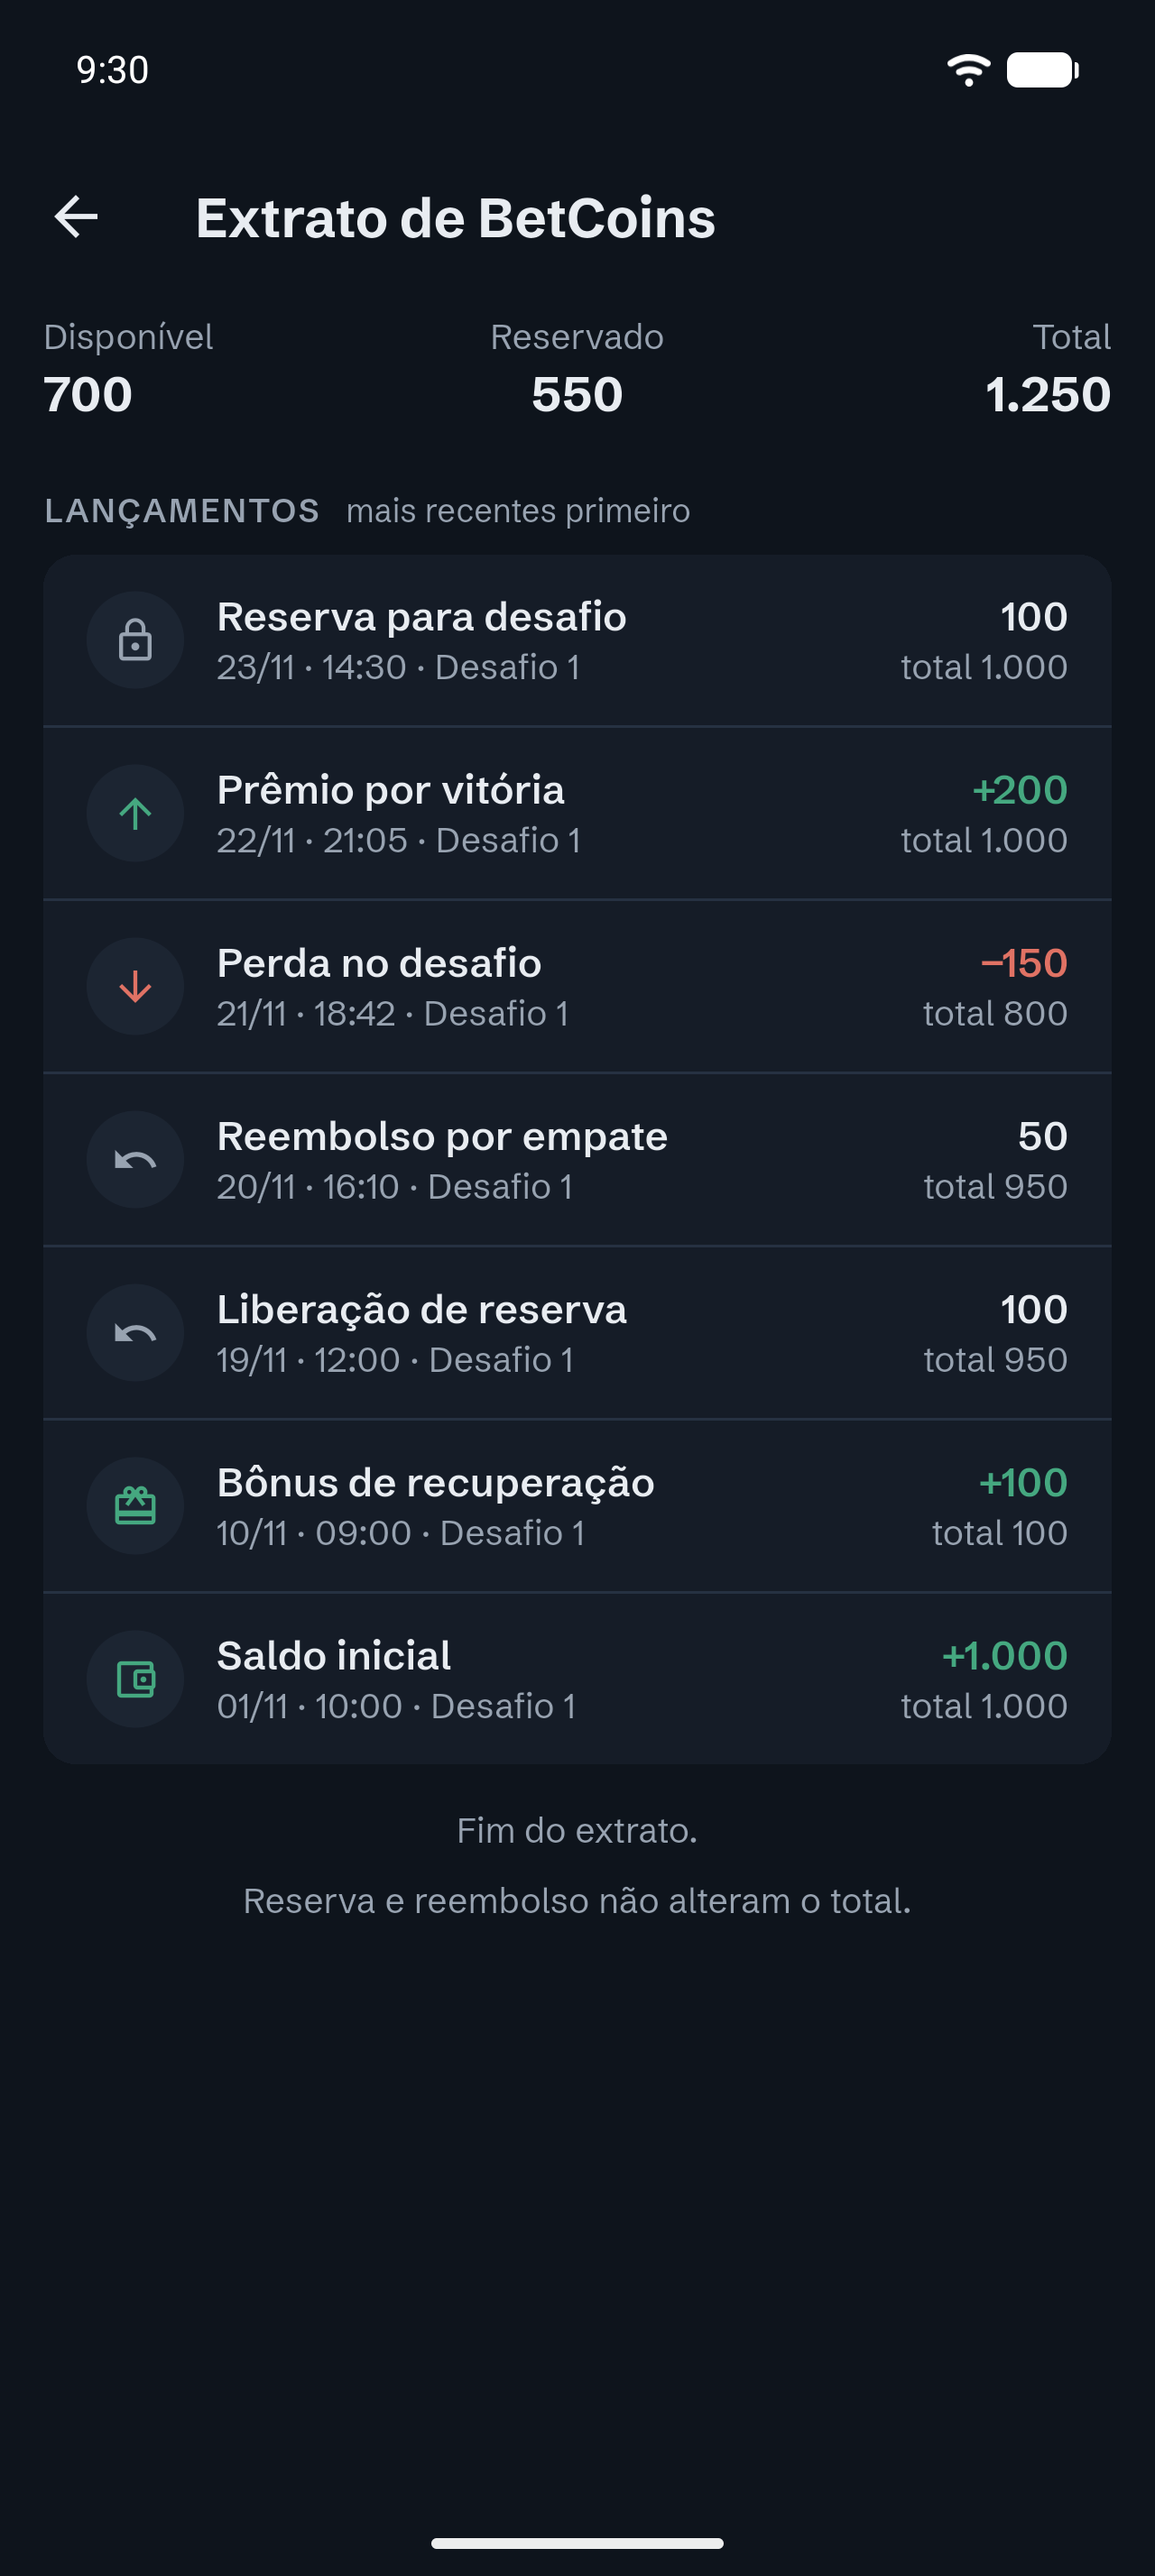 9:30
Extrato de BetCoins
Disponível Reservado Total
700 550 1.250
LANÇAMENTOS mais recentes primeiro
Reserva para desafio 100
23/11 · 14:30 · Desafio 1 total 1.000
Prêmio por vitória +200
22/11 · 21:05 · Desafio 1 total 1.000
Perda no desafio −150
21/11 · 18:42 · Desafio 1 total 800
Reembolso por empate 50
20/11 · 16:10 · Desafio 1 total 950
Liberação de reserva 100
19/11 · 12:00 · Desafio 1 total 950
Bônus de recuperação +100
10/11 · 09:00 · Desafio 1 total 100
Saldo inicial +1.000
01/11 · 10:00 · Desafio 1 total 1.000
Fim do extrato.
Reserva e reembolso não alteram o total.